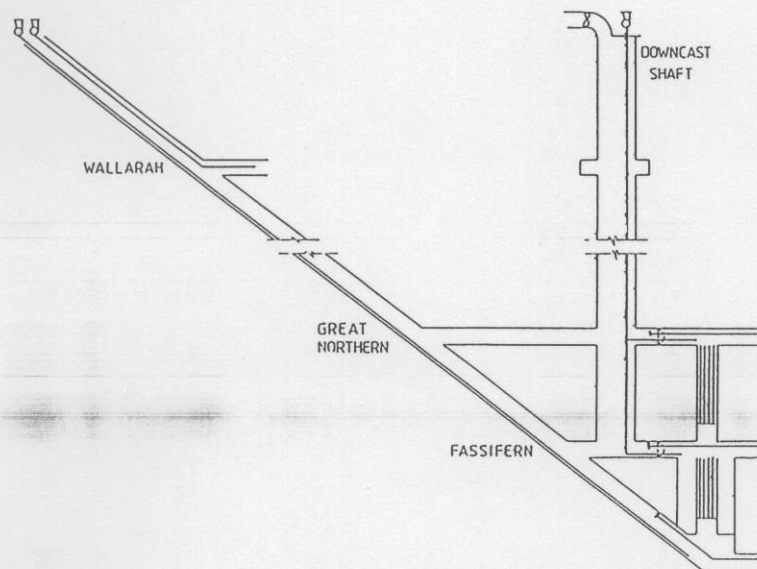 DOWNCAST
SHAFT
WALLARAH
GREAT
NORTHERN
FASSIFERN